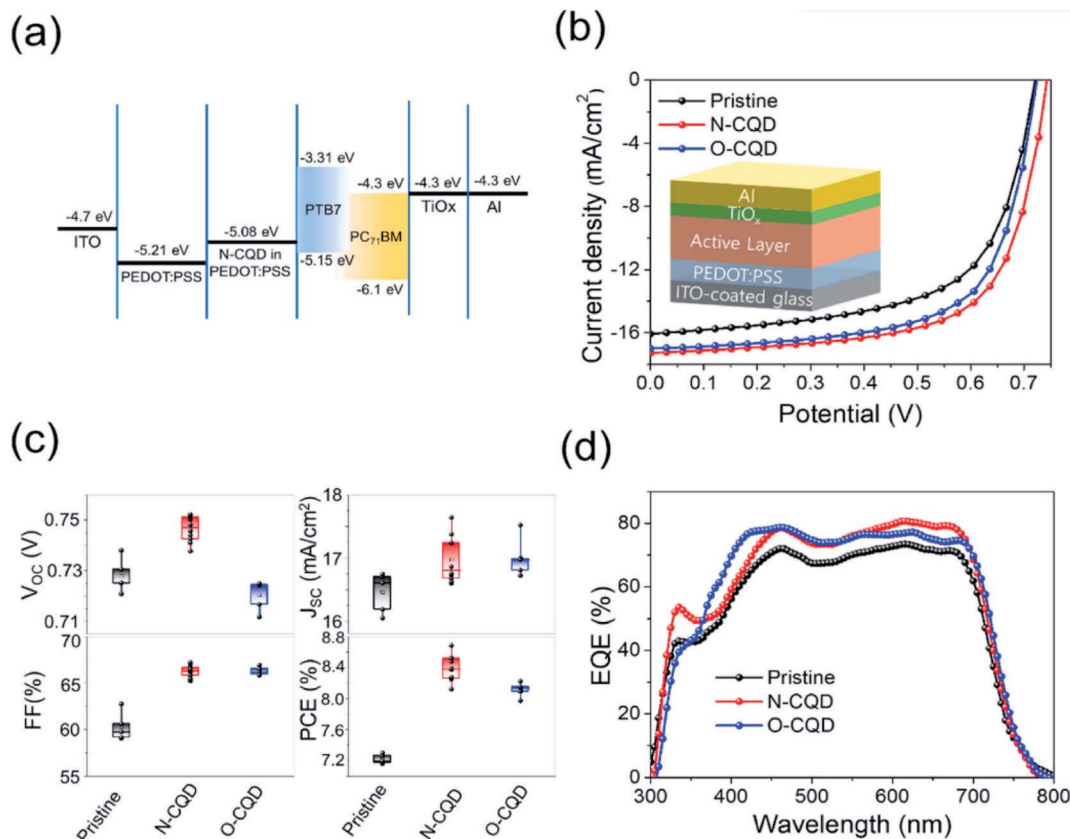 (a)
-3.31 eV
-4.3 eV
-4.3 eV
-4.3 eV
-4.7 eV
ITO
-5.21 eV
PEDOT:PSS
-5.08 eV
N-CQD in
PEDOT:PSS
PTB7
-5.15 eV
PC71BM
-6.1 eV
TiOx
Al
(b)
Current density (mA/cm²)
0
-4
-8
-12
-16
Pristine
N-CQD
O-CQD
Al
TiOx
Active Layer
PEDOT:PSS
ITO-coated glass
0.0 0.1 0.2 0.3 0.4 0.5 0.6 0.7
Potential (V)
(c)
VOC (V)
0.75
0.73
0.71
JSC (mA/cm2)
18
17
16
FF(%)
70
65
60
55
PCE (%)
8.8
8.4
8.0
7.6
7.2
Pristine
N-CQD
O-CQD
Pristine
N-CQD
O-CQD
(d)
EQE (%)
80
60
40
20
0
Pristine
N-CQD
O-CQD
300 400 500 600 700 800
Wavelength (nm)